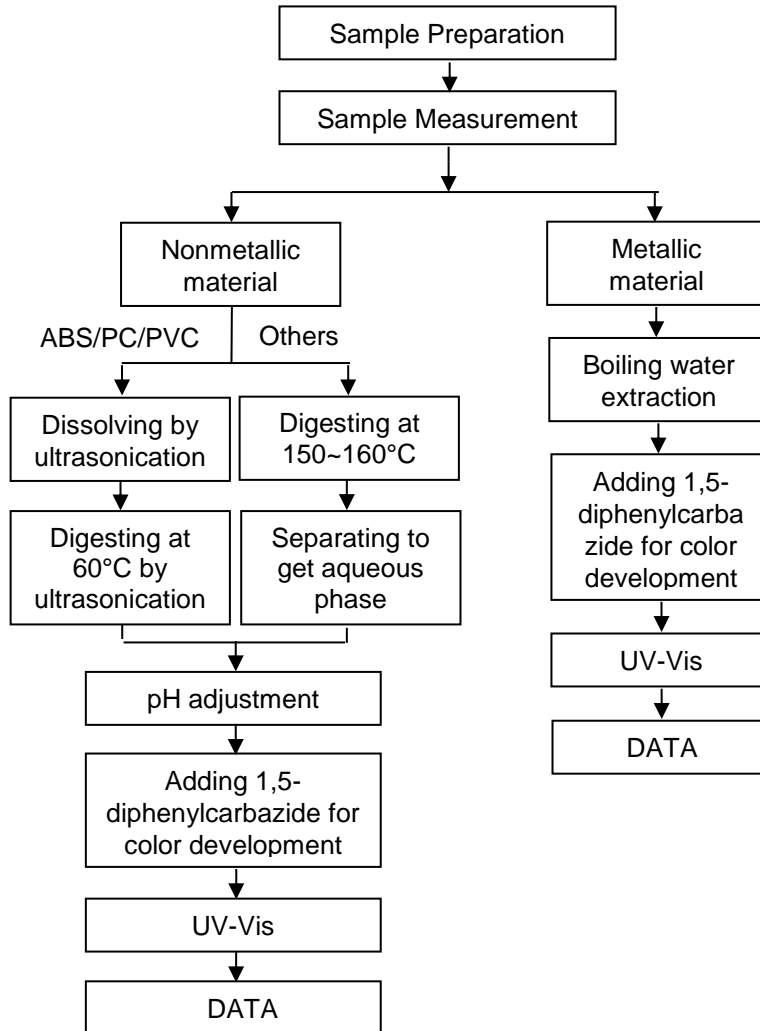 Sample Preparation
Sample Measurement
Nonmetallic
material
Metallic
material
ABS/PC/PVC
Others
Boiling water
extraction
Dissolving by
ultrasonication
Digesting at
150~160°C
Adding 1,5-
diphenylcarba
zide for color
development
Digesting at
60°C by
ultrasonication
Separating to
get aqueous
phase
UV-Vis
pH adjustment
DATA
Adding 1,5-
diphenylcarbazide for
color development
UV-Vis
DATA